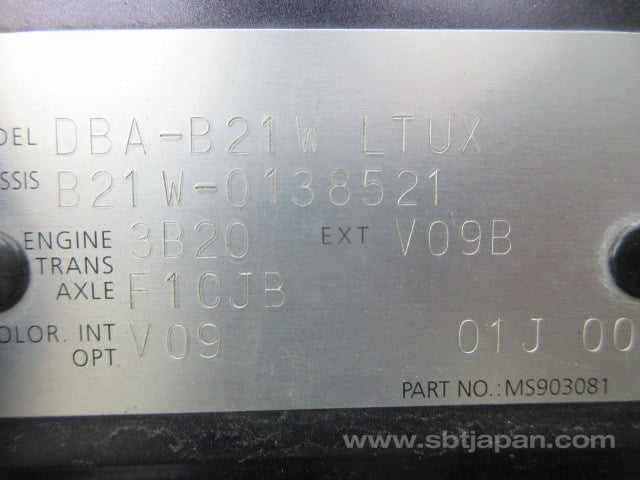 ODEL DBA-B21W LTUX
SSIS B21W-0138521
ENGINE 3B20 EXT V09B
TRANS
AXLE F1CJB
OLOR. INT V09 01J 00
OPT
PART NO.:MS903081
www.sbtjapan.com